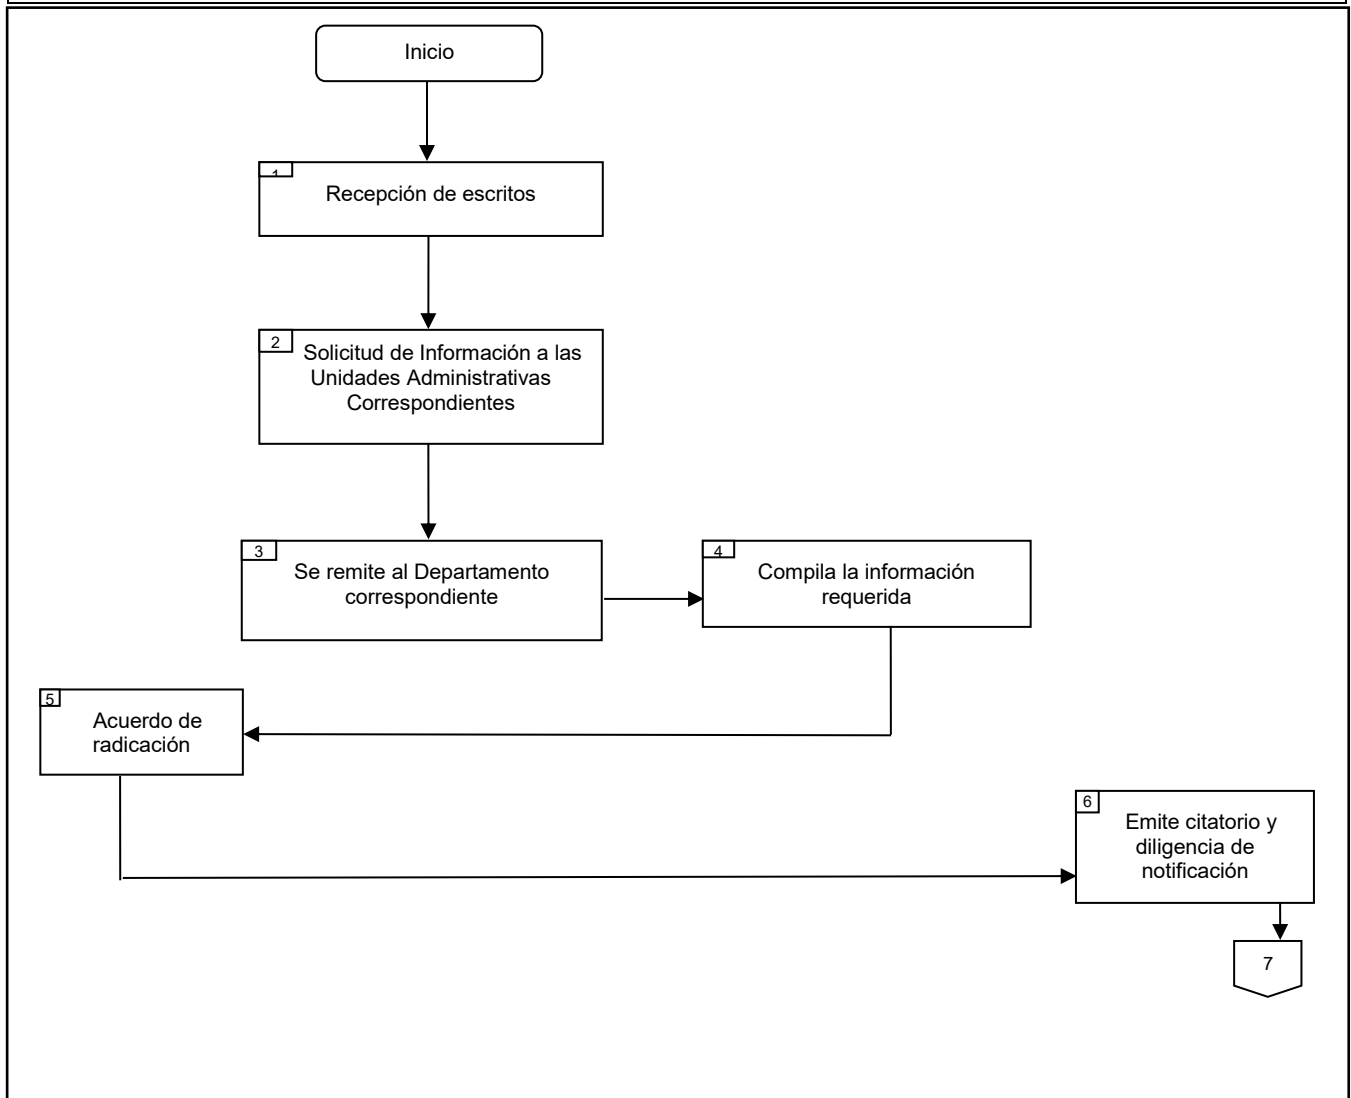 Inicio
1
Recepción de escritos
2
Solicitud de Información a las
Unidades Administrativas
Correspondientes
3
Se remite al Departamento
correspondiente
4
Compila la información
requerida
5
Acuerdo de
radicación
6
Emite citatorio y
diligencia de
notificación
7